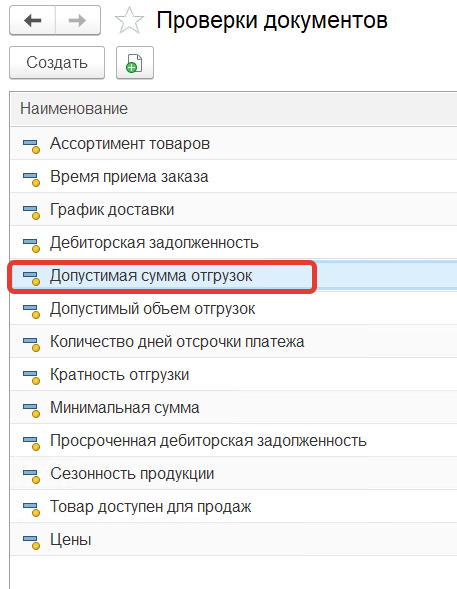 Проверки документов
Создать
Наименование
Ассортимент товаров
Время приема заказа
График доставки
Дебиторская задолженность
Допустимая сумма отгрузок
Допустимый объем отгрузок
Количество дней отсрочки платежа
Кратность отгрузки
Минимальная сумма
Просроченная дебиторская задолженность
Сезонность продукции
Товар доступен для продаж
Цены